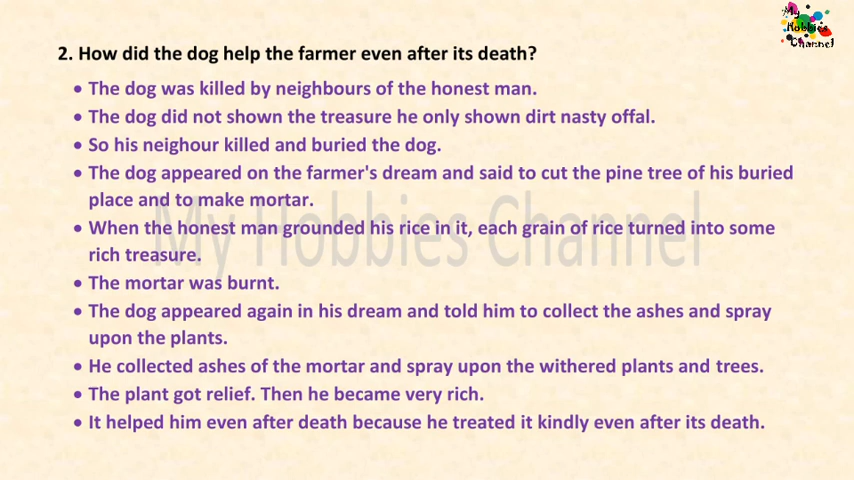 My
Hobbies
Channel
2. How did the dog help the farmer even after its death?
• The dog was killed by neighbours of the honest man.
• The dog did not shown the treasure he only shown dirt nasty offal.
• So his neighour killed and buried the dog.
• The dog appeared on the farmer's dream and said to cut the pine tree of his buried
place and to make mortar.
• When the honest man grounded his rice in it, each grain of rice turned into some
rich treasure.
• The mortar was burnt.
• The dog appeared again in his dream and told him to collect the ashes and spray
upon the plants.
• He collected ashes of the mortar and spray upon the withered plants and trees.
• The plant got relief. Then he became very rich.
• It helped him even after death because he treated it kindly even after its death.
My Hobbies Channel